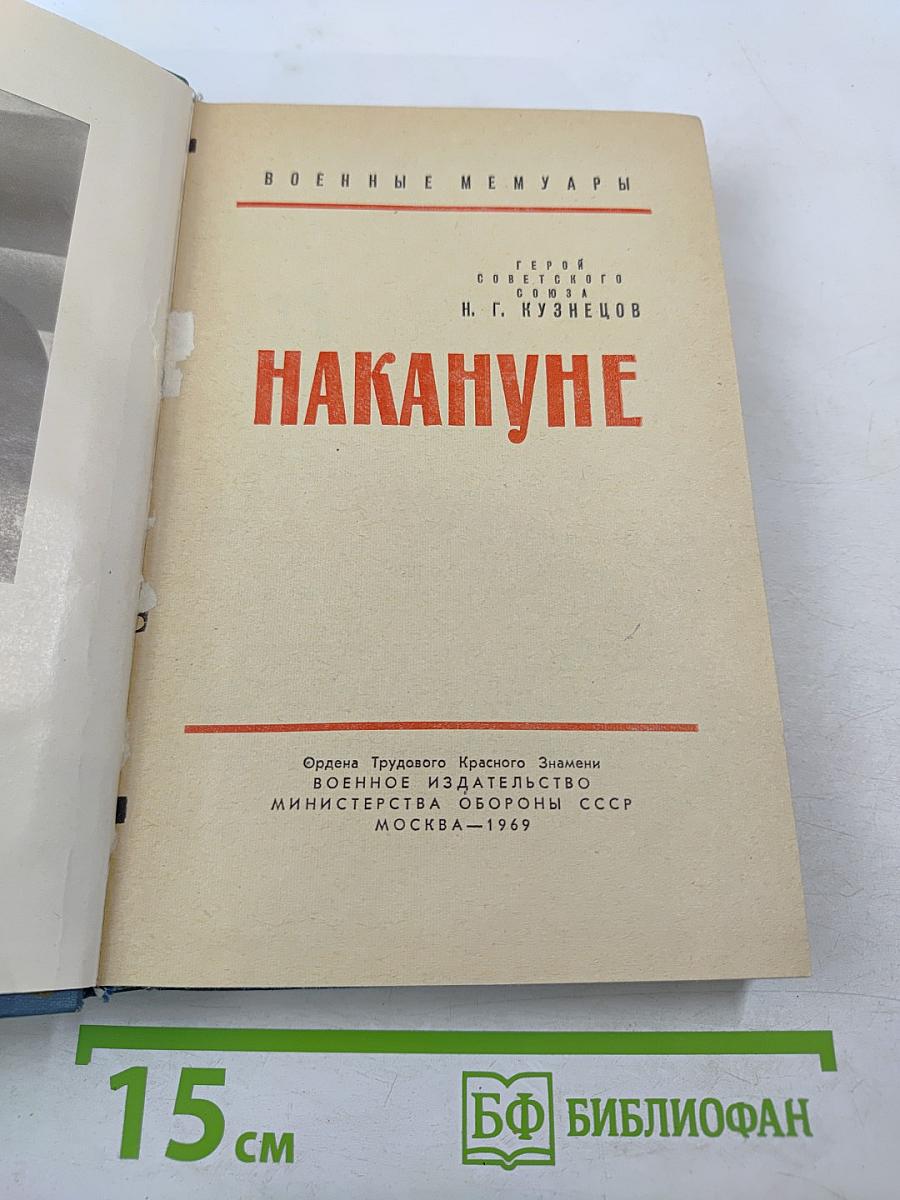 ВОЕННЫЕ МЕМУАРЫ
ГЕРОЙ
СОВЕТСКОГО
СОЮЗА
Н. Г. КУЗНЕЦОВ
НАКАНУНЕ
Ордена Трудового Красного Знамени
ВОЕННОЕ ИЗДАТЕЛЬСТВО
МИНИСТЕРСТВА ОБОРОНЫ СССР
МОСКВА—1969
15 см
БФ БИБЛИОФАН